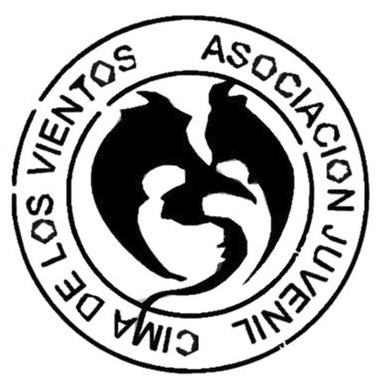 ASOCIACION JUVENIL
CIMA DE LOS VIENTOS